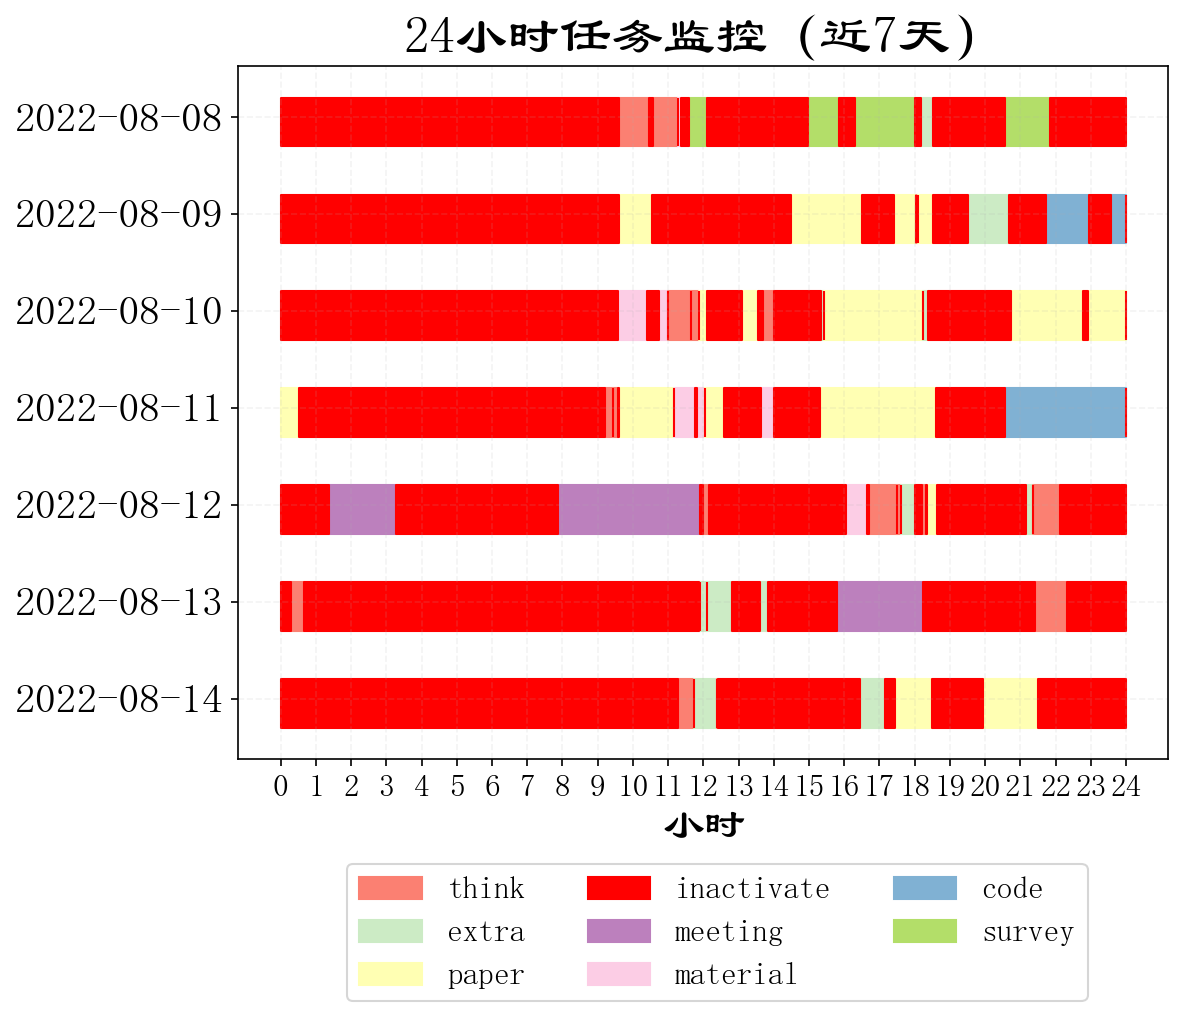 24小时任务监控 (近7天)
2022-08-08
2022-08-09
2022-08-10
2022-08-11
2022-08-12
2022-08-13
2022-08-14
0 1 2 3 4 5 6 7 8 9 10 11 12 13 14 15 16 17 18 19 20 21 22 23 24
小时
think inactivate code
extra meeting survey
paper material